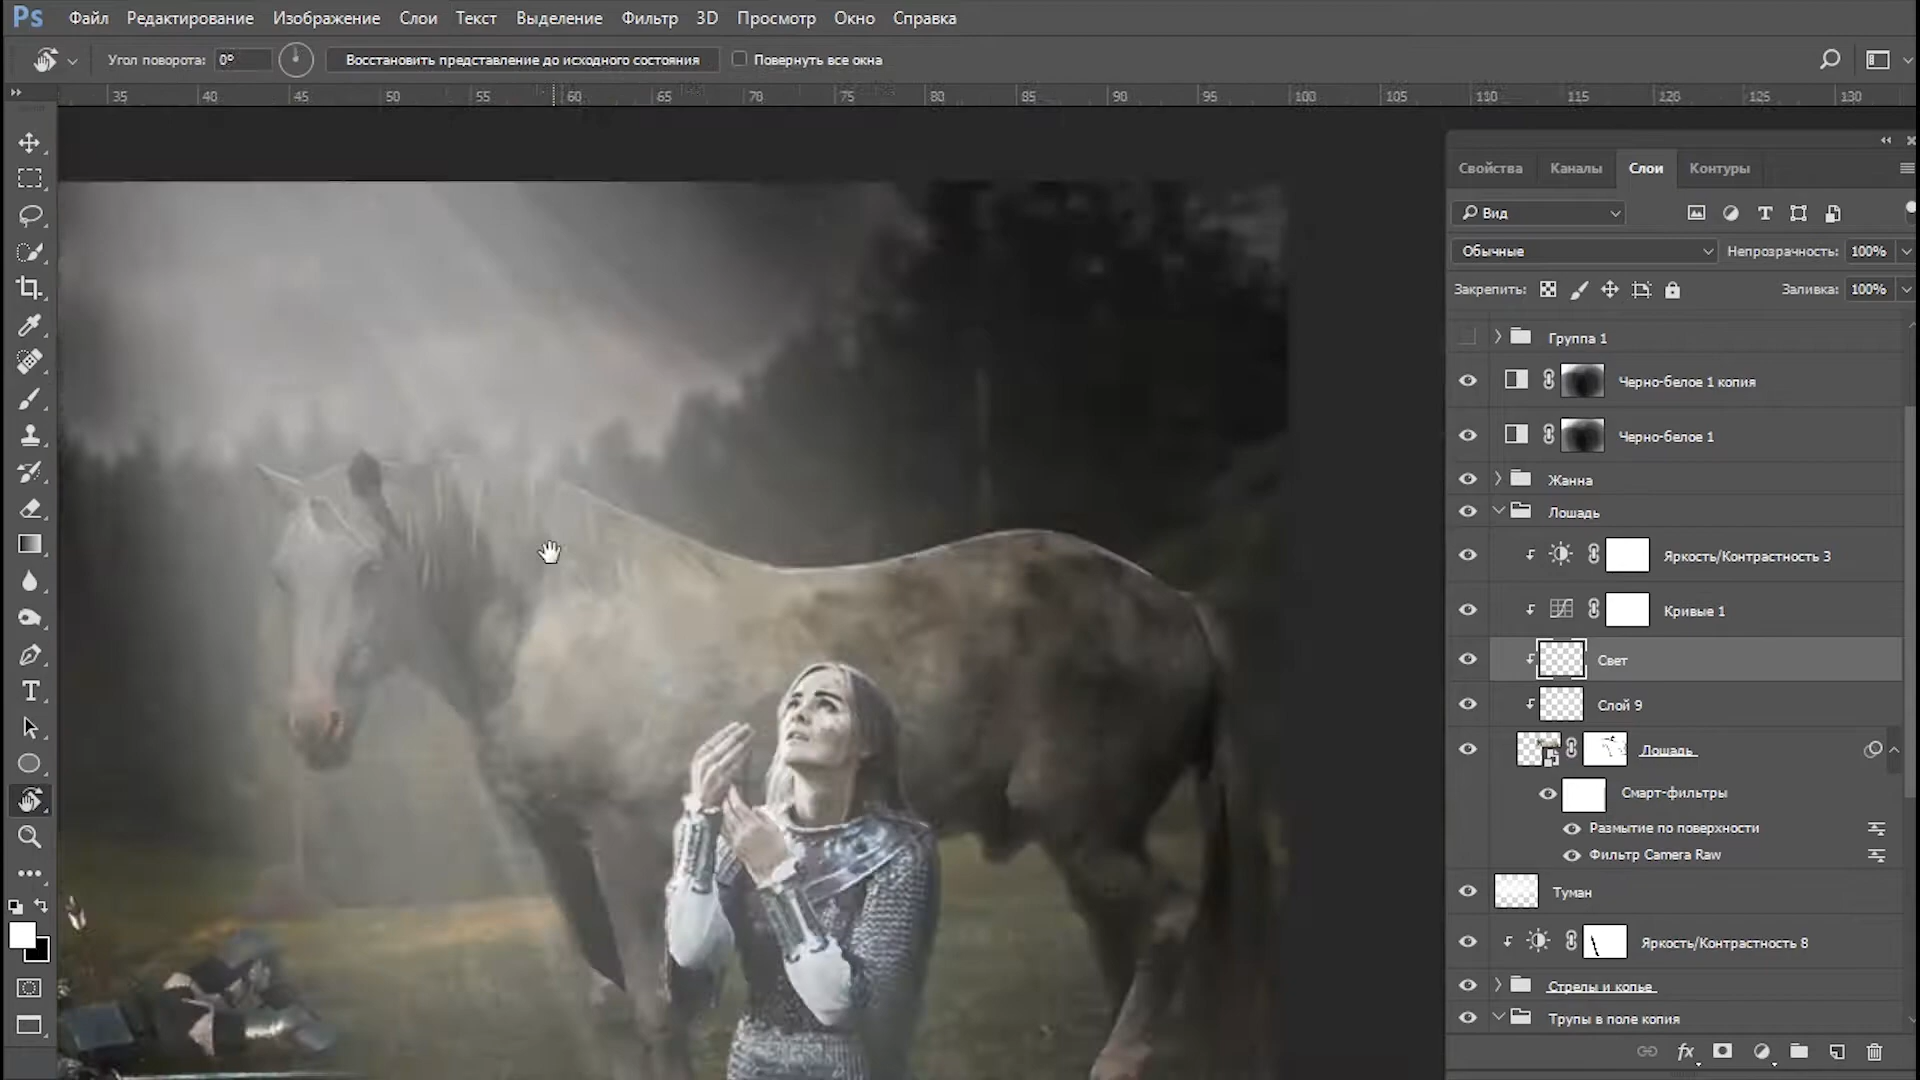 Ps Файл Редактирование Изображение Слои Текст Выделение Фильтр 3D Просмотр Окно Справка
Угол поворота: 0° Восстановить представление до исходного состояния Повернуть все окна
35 40 45 50 55 60 65 70 75 80 85 90 95 100 105 110 115 120 125 130
Свойства Каналы Слои Контуры
Вид
Обычные Непрозрачность: 100%
Закрепить: Заливка: 100%
Группа 1
Черно-белое 1 копия
Черно-белое 1
Жанна
Лошадь
Яркость/Контрастность 3
Кривые 1
Свет
Слой 9
Лошадь
Смарт-фильтры
Размытие по поверхности
Фильтр Camera Raw
Туман
Яркость/Контрастность 8
Стрелы и копье
Трупы в поле копия
fx